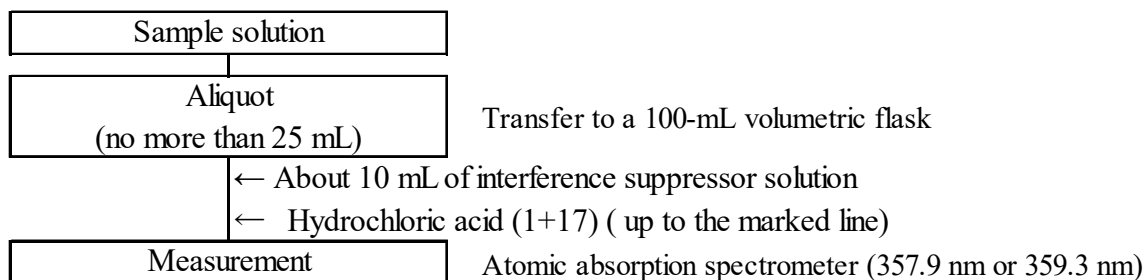 Sample solution
Aliquot
(no more than 25 mL)
Transfer to a 100-mL volumetric flask
← About 10 mL of interference suppressor solution
← Hydrochloric acid (1+17) ( up to the marked line)
Measurement
Atomic absorption spectrometer (357.9 nm or 359.3 nm)